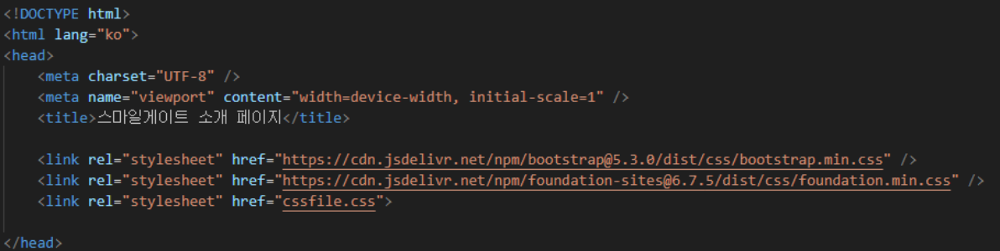 <!DOCTYPE html>
<html lang="ko">
<head>
<meta charset="UTF-8" />
<meta name="viewport" content="width=device-width, initial-scale=1" />
<title>스마일게이트 소개 페이지</title>
<link rel="stylesheet" href="https://cdn.jsdelivr.net/npm/bootstrap@5.3.0/dist/css/bootstrap.min.css" />
<link rel="stylesheet" href="https://cdn.jsdelivr.net/npm/foundation-sites@6.7.5/dist/css/foundation.min.css" />
<link rel="stylesheet" href="cssfile.css">
</head>